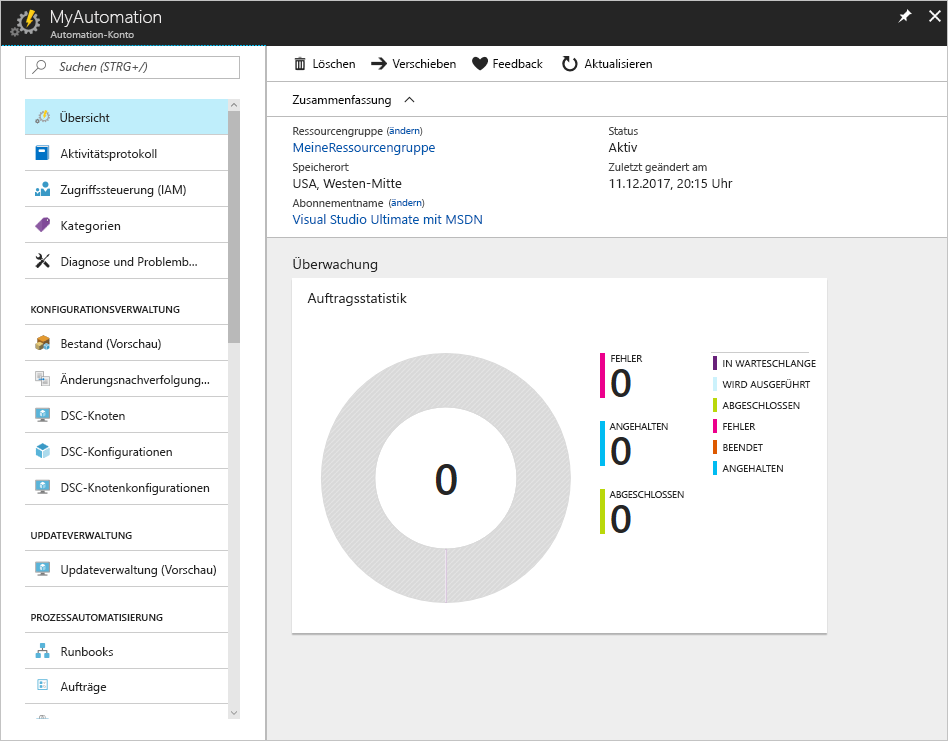 MyAutomation
Automation-Konto
Suchen (STRG+/)
Übersicht
Aktivitätsprotokoll
Zugriffssteuerung (IAM)
Kategorien
Diagnose und Problemb...
KONFIGURATIONSVERWALTUNG
Bestand (Vorschau)
Änderungsnachverfolgung...
DSC-Knoten
DSC-Konfigurationen
DSC-Knotenkonfigurationen
UPDATEVERWALTUNG
Updateverwaltung (Vorschau)
PROZESSAUTOMATISIERUNG
Runbooks
Aufträge
Löschen Verschieben Feedback Aktualisieren
Zusammenfassung
Ressourcengruppe (ändern)
MeineRessourcengruppe
Speicherort
USA, Westen-Mitte
Abonnementname (ändern)
Visual Studio Ultimate mit MSDN
Status
Aktiv
Zuletzt geändert am
11.12.2017, 20:15 Uhr
Überwachung
Auftragsstatistik
0
FEHLER
0
ANGEHALTEN
0
ABGESCHLOSSEN
0
IN WARTESCHLANGE
WIRD AUSGEFÜHRT
ABGESCHLOSSEN
FEHLER
BEENDET
ANGEHALTEN